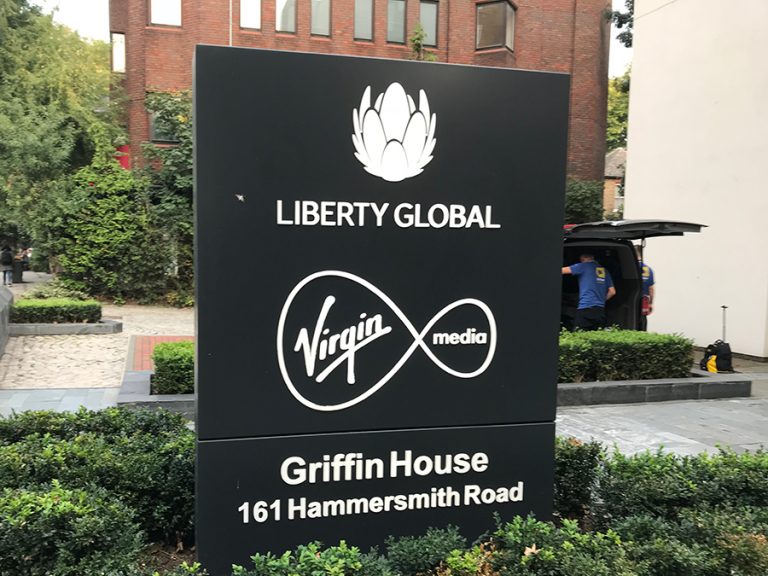 LIBERTY GLOBAL
Virgin media
Griffin House
161 Hammersmith Road